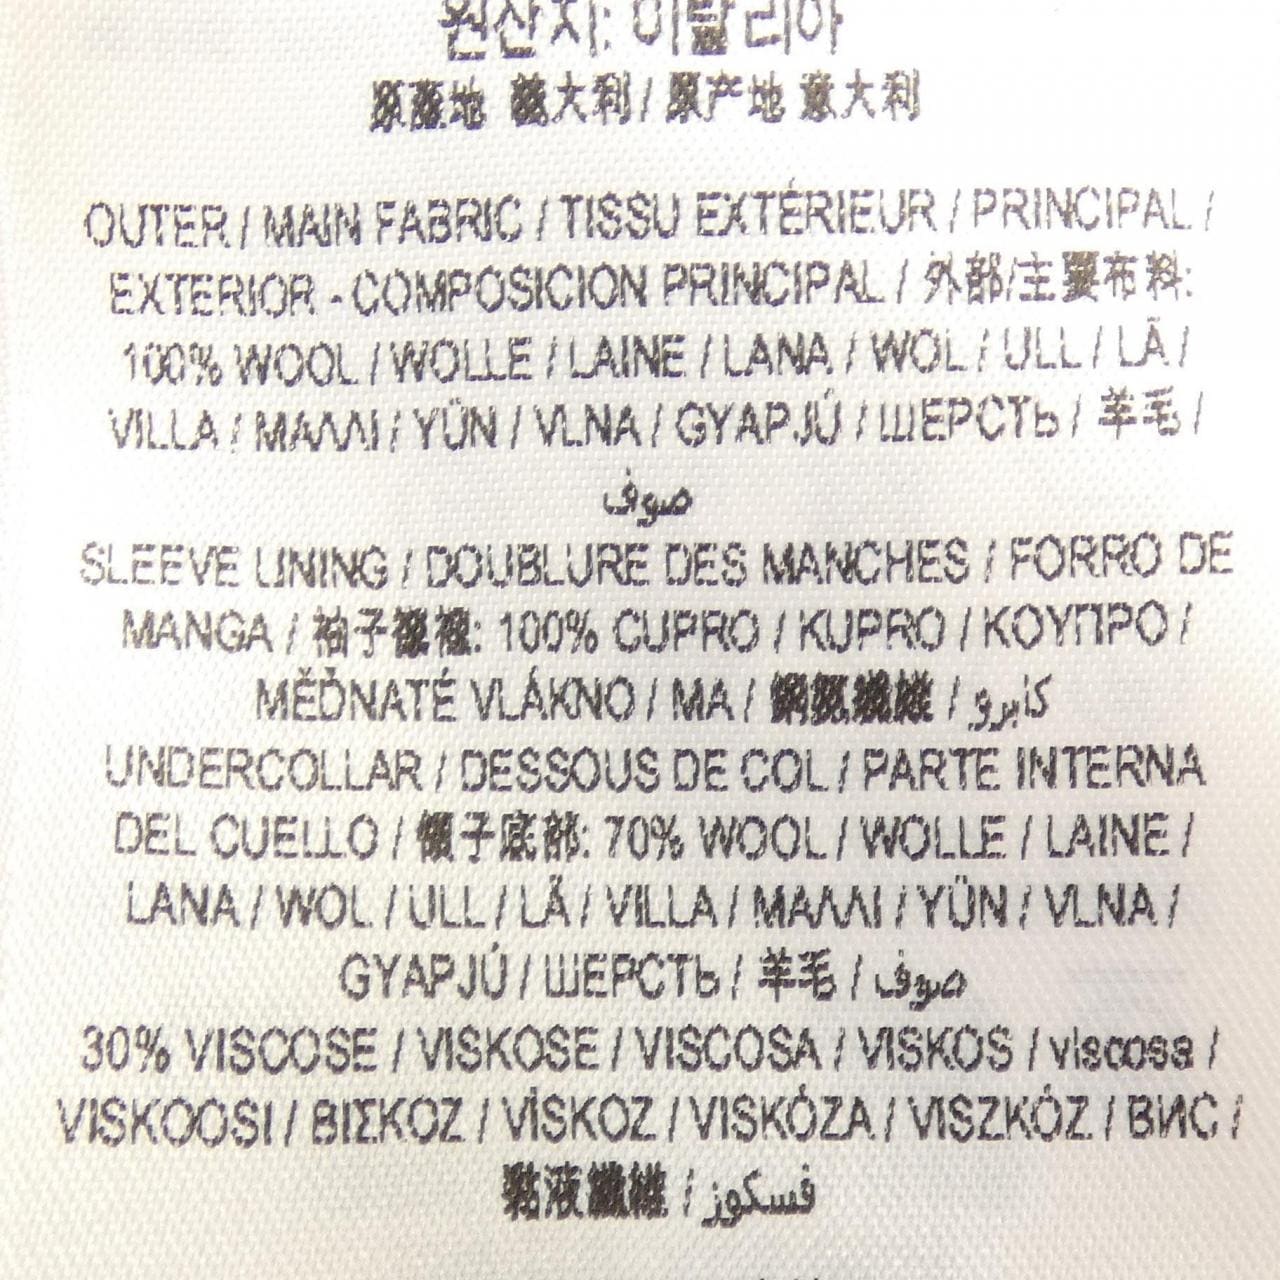 원산지: 이탈리아
原產地 義大利 / 原产地 意大利
OUTER / MAIN FABRIC / TISSU EXTÉRIEUR / PRINCIPAL /
EXTERIOR - COMPOSICION PRINCIPAL / 外部/主要布料:
100% WOOL / WOLLE / LAINE / LANA / WOL / ULL / LÃ /
VILLA / ΜΑΛΛΙ / YÜN / VLNA / GYAPJÚ / ШЕРСТЬ / 羊毛 /
صوف
SLEEVE LINING / DOUBLURE DES MANCHES / FORRO DE
MANGA / 袖子襯裡: 100% CUPRO / KUPRO / ΚΟΥΠΡΟ /
MĚĎNATÉ VLÁKNO / MA / 銅氨纖維 / كابرو
UNDERCOLLAR / DESSOUS DE COL / PARTE INTERNA
DEL CUELLO / 領子底部: 70% WOOL / WOLLE / LAINE /
LANA / WOL / ULL / LÃ / VILLA / ΜΑΛΛΙ / YÜN / VLNA /
GYAPJÚ / ШЕРСТЬ / 羊毛 / صوف
30% VISCOSE / VISKOSE / VISCOSA / VISKOS / viscosa /
VISKOOSI / ΒΙΣΚΟΖ / VİSKOZ / VISKÓZA / VISZKÓZ / ВИС /
黏液纖維 / فسكوز